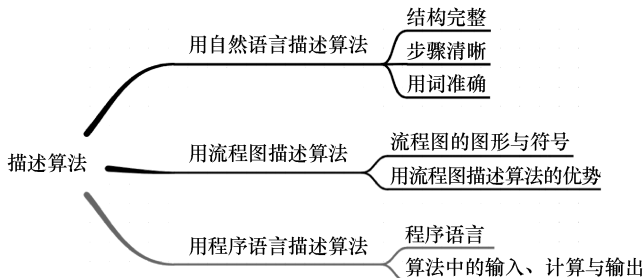 描述算法
用自然语言描述算法
结构完整
步骤清晰
用词准确
用流程图描述算法
流程图的图形与符号
用流程图描述算法的优势
用程序语言描述算法
程序语言
算法中的输入、计算与输出